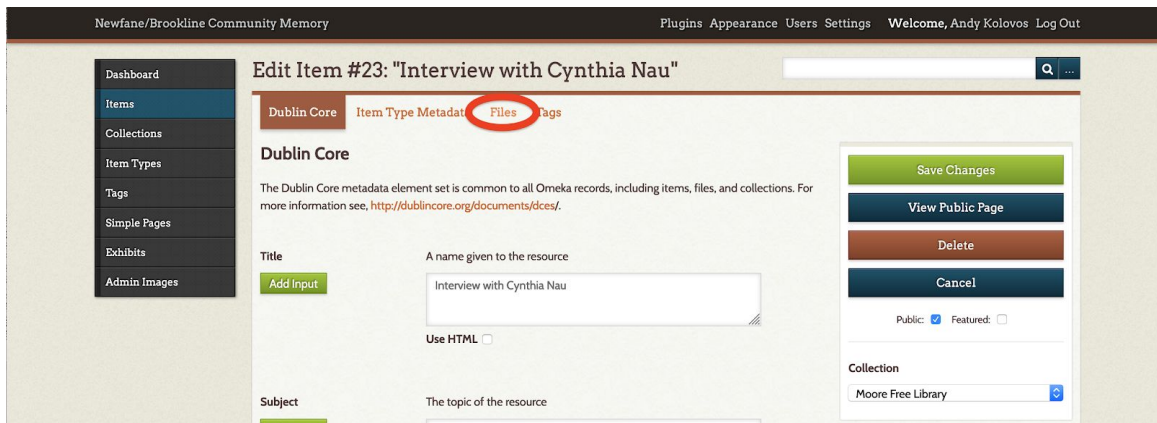 Newfane/Brookline Community Memory
Plugins Appearance Users Settings Welcome, Andy Kolovos Log Out
Dashboard
Items
Collections
Item Types
Tags
Simple Pages
Exhibits
Admin Images
Edit Item #23: "Interview with Cynthia Nau"
...
Dublin Core Item Type Metadata Files Tags
Dublin Core
The Dublin Core metadata element set is common to all Omeka records, including items, files, and collections. For
more information see, http://dublincore.org/documents/dces/.
Title
A name given to the resource
Add Input
Interview with Cynthia Nau
Use HTML
Subject
The topic of the resource
Save Changes
View Public Page
Delete
Cancel
Public: Featured:
Collection
Moore Free Library